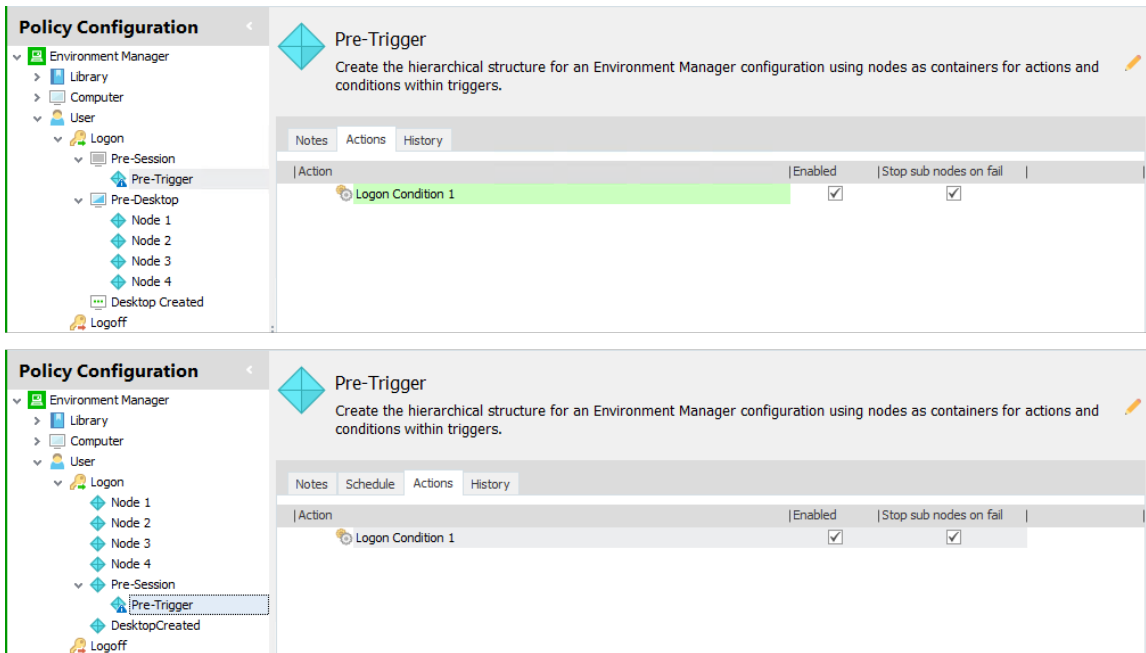 Policy Configuration
Environment Manager
Library
Computer
User
Logon
Pre-Session
Pre-Trigger
Pre-Desktop
Node 1
Node 2
Node 3
Node 4
Desktop Created
Logoff
Pre-Trigger
Create the hierarchical structure for an Environment Manager configuration using nodes as containers for actions and
conditions within triggers.
Notes Actions History
Action Enabled Stop sub nodes on fail
Logon Condition 1
Policy Configuration
Environment Manager
Library
Computer
User
Logon
Node 1
Node 2
Node 3
Node 4
Pre-Session
Pre-Trigger
DesktopCreated
Logoff
Pre-Trigger
Create the hierarchical structure for an Environment Manager configuration using nodes as containers for actions and
conditions within triggers.
Notes Schedule Actions History
Action Enabled Stop sub nodes on fail
Logon Condition 1